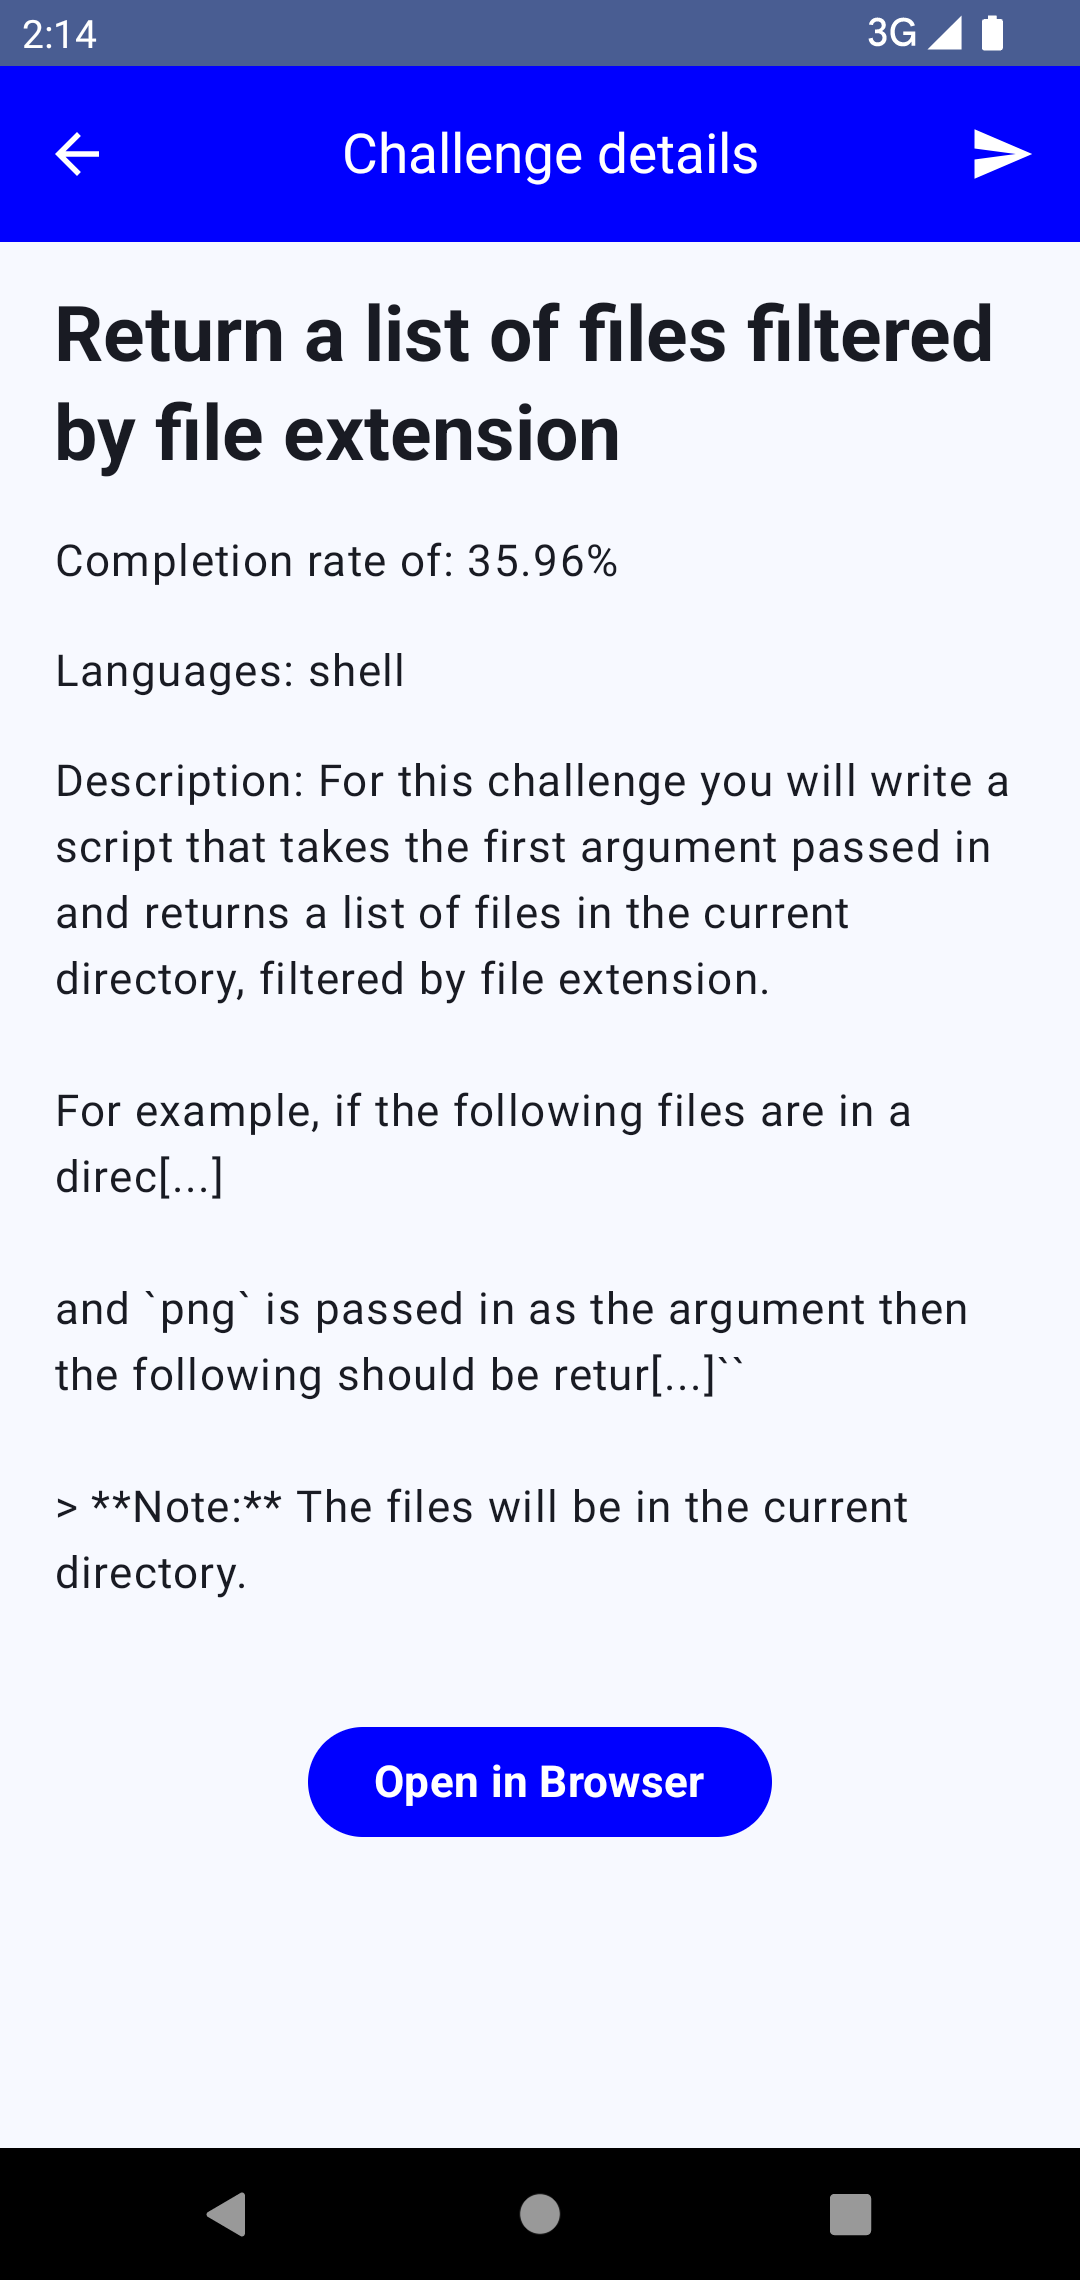 2:14
3G
Challenge details
Return a list of files filtered
by file extension
Completion rate of: 35.96%
Languages: shell
Description: For this challenge you will write a
script that takes the first argument passed in
and returns a list of files in the current
directory, filtered by file extension.
For example, if the following files are in a
direc[...]
and `png` is passed in as the argument then
the following should be retur[...]``
> **Note:** The files will be in the current
directory.
Open in Browser